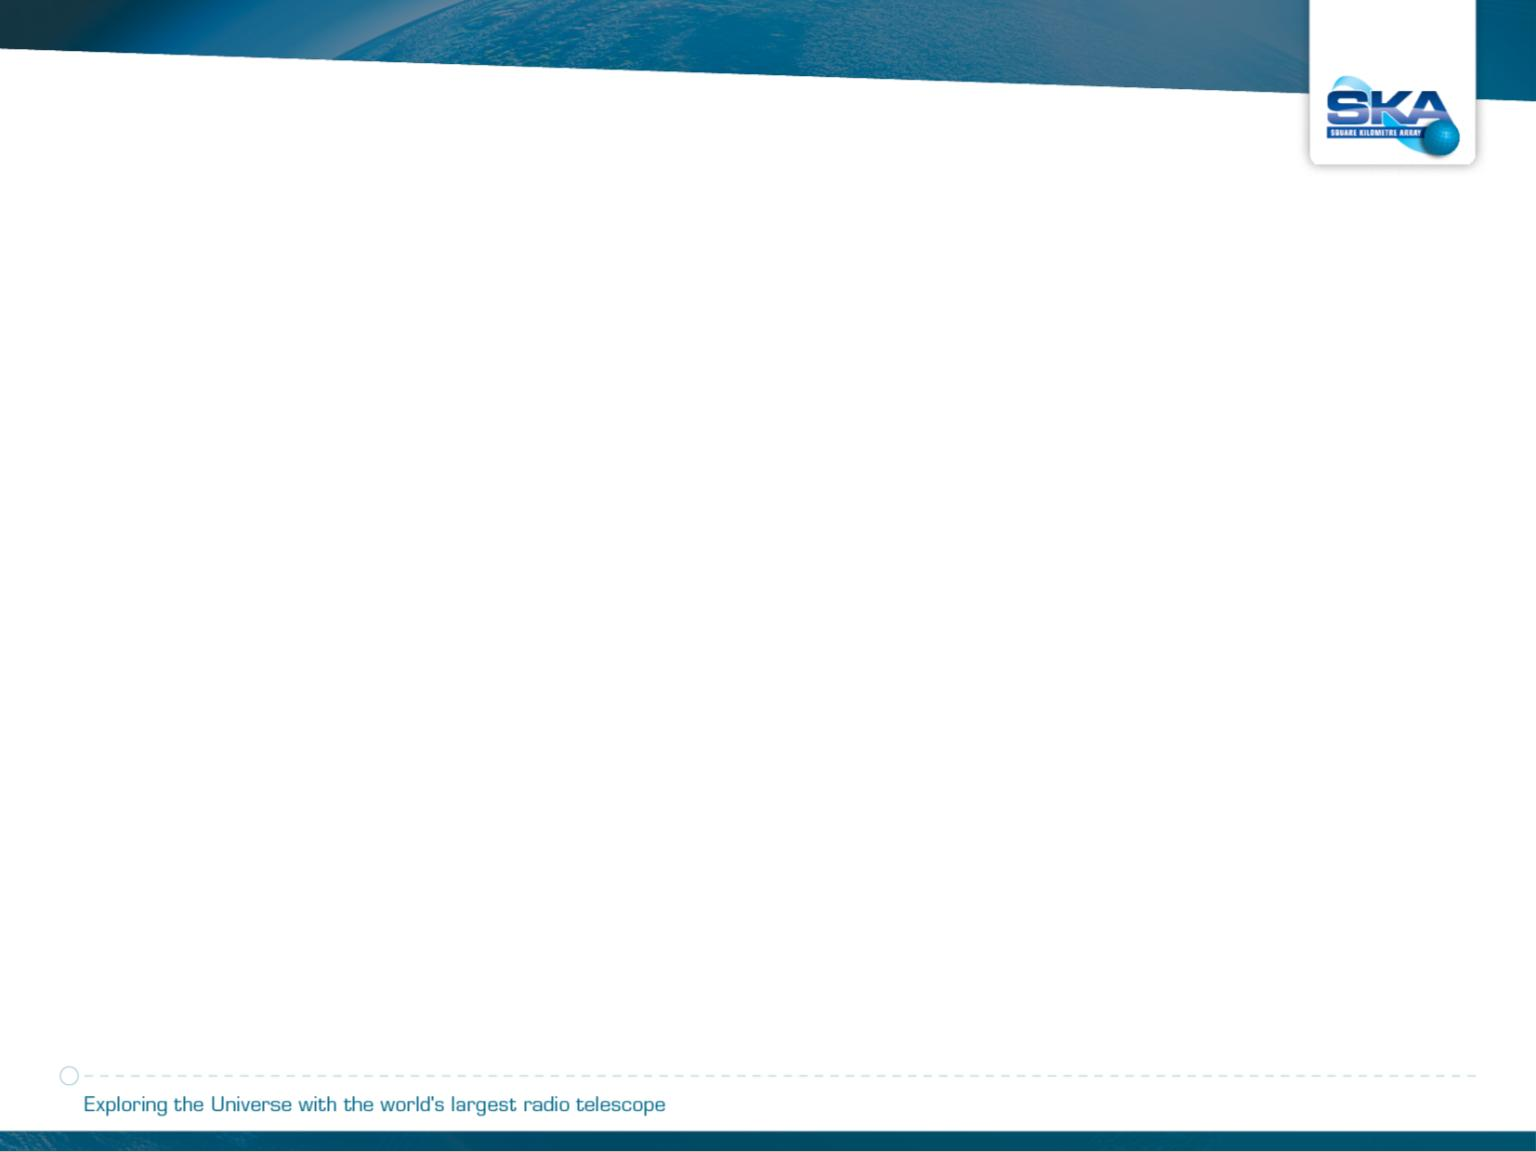 SKA
SQUARE KILOMETRE ARRAY
Exploring the Universe with the world's largest radio telescope